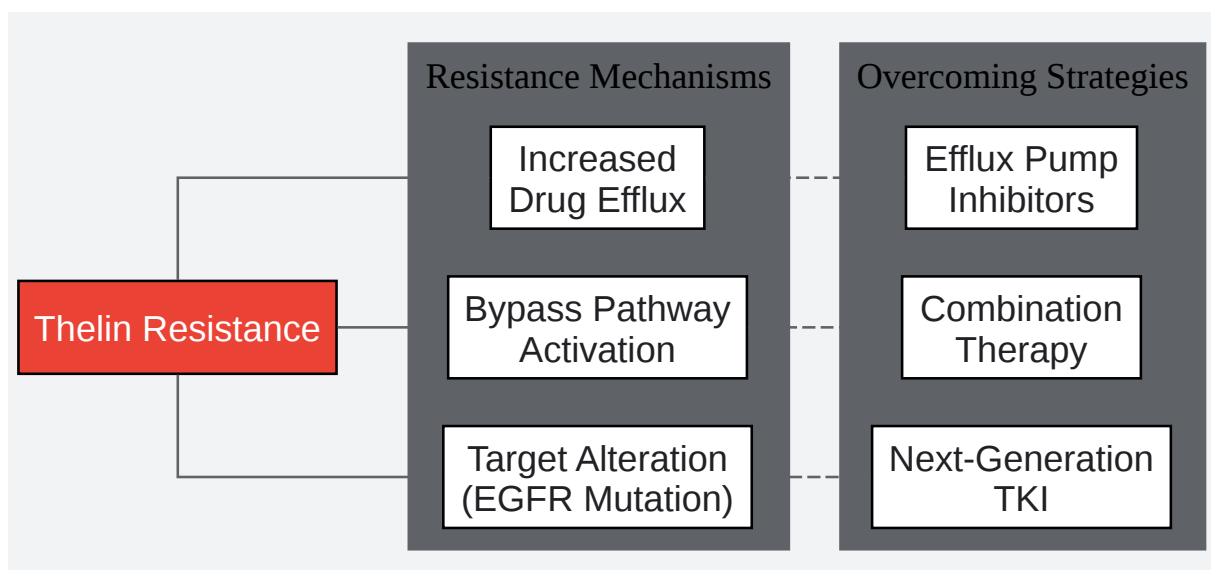 Resistance Mechanisms
Overcoming Strategies
Increased
Drug Efflux
Efflux Pump
Inhibitors
Thelin Resistance
Bypass Pathway
Activation
Combination
Therapy
Target Alteration
(EGFR Mutation)
Next-Generation
TKI